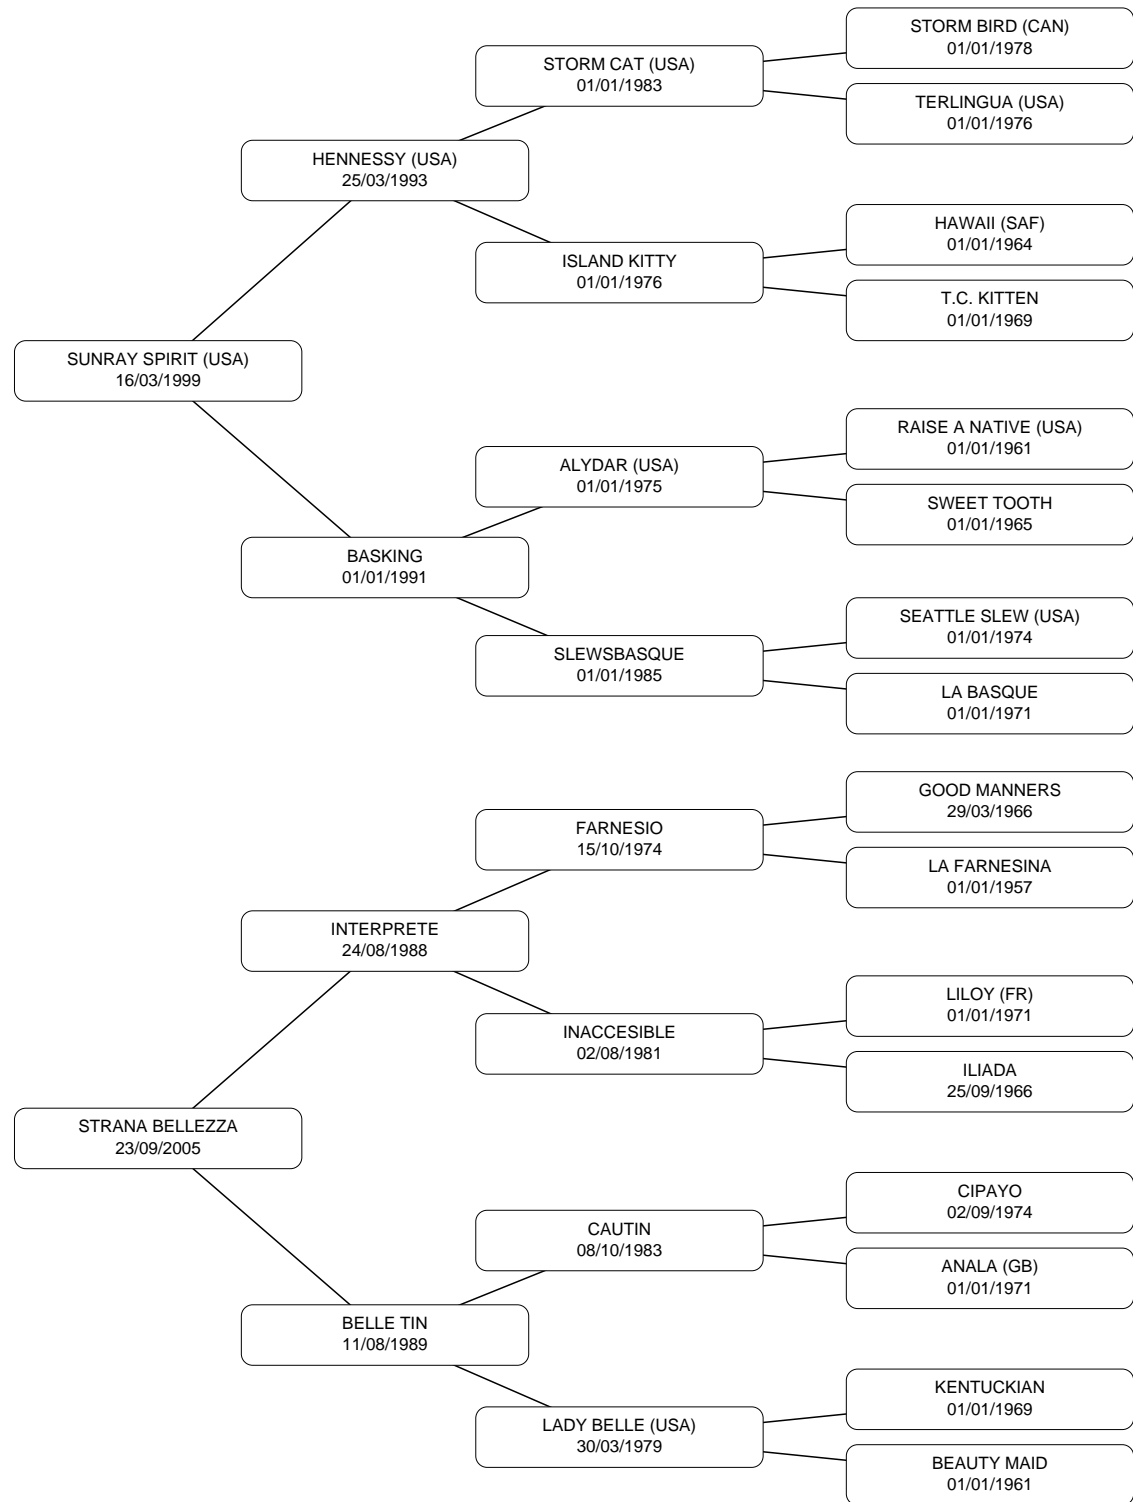 STORM BIRD (CAN)
01/01/1978
STORM CAT (USA)
01/01/1983
TERLINGUA (USA)
01/01/1976
HENNESSY (USA)
25/03/1993
HAWAII (SAF)
01/01/1964
ISLAND KITTY
01/01/1976
T.C. KITTEN
01/01/1969
SUNRAY SPIRIT (USA)
16/03/1999
RAISE A NATIVE (USA)
01/01/1961
ALYDAR (USA)
01/01/1975
SWEET TOOTH
01/01/1965
BASKING
01/01/1991
SEATTLE SLEW (USA)
01/01/1974
SLEWSBASQUE
01/01/1985
LA BASQUE
01/01/1971
GOOD MANNERS
29/03/1966
FARNESIO
15/10/1974
LA FARNESINA
01/01/1957
INTERPRETE
24/08/1988
LILOY (FR)
01/01/1971
INACCESIBLE
02/08/1981
ILIADA
25/09/1966
STRANA BELLEZZA
23/09/2005
CIPAYO
02/09/1974
CAUTIN
08/10/1983
ANALA (GB)
01/01/1971
BELLE TIN
11/08/1989
KENTUCKIAN
01/01/1969
LADY BELLE (USA)
30/03/1979
BEAUTY MAID
01/01/1961